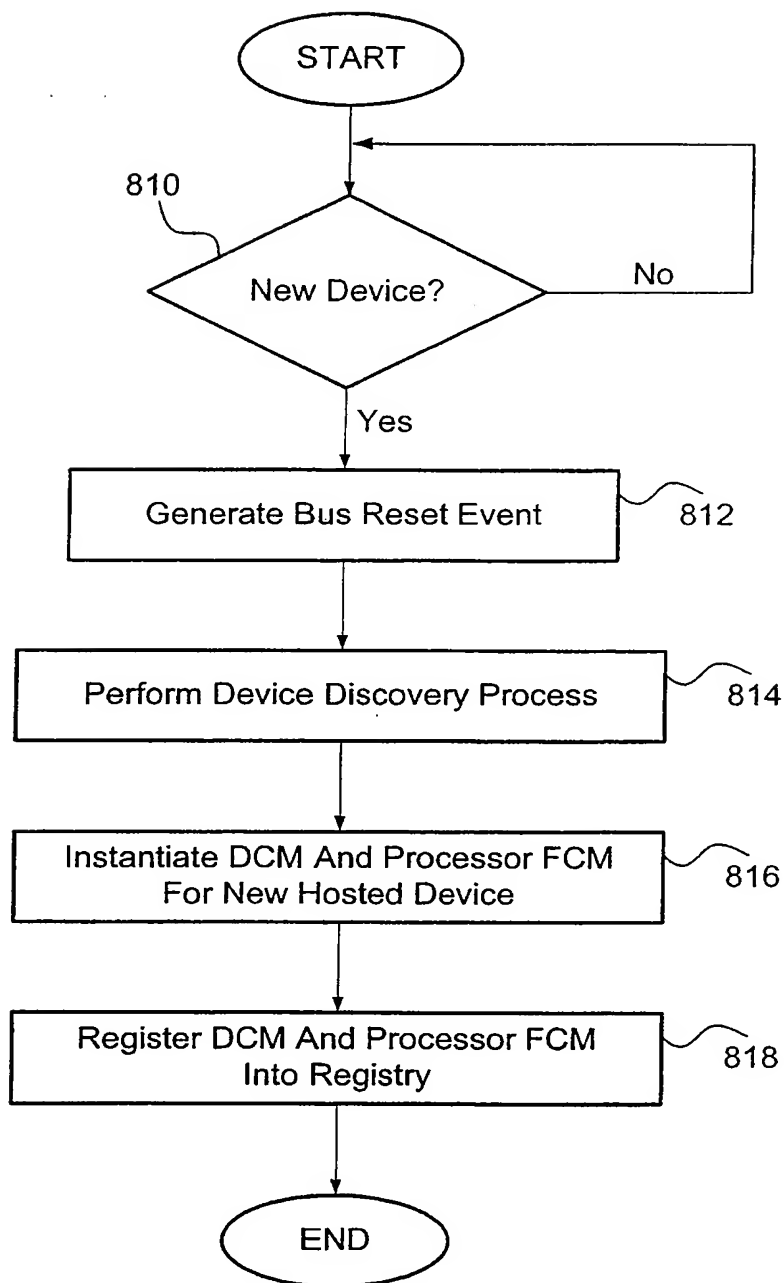 START
810
New Device?
No
Yes
Generate Bus Reset Event
812
Perform Device Discovery Process
814
Instantiate DCM And Processor FCM
For New Hosted Device
816
Register DCM And Processor FCM
Into Registry
818
END